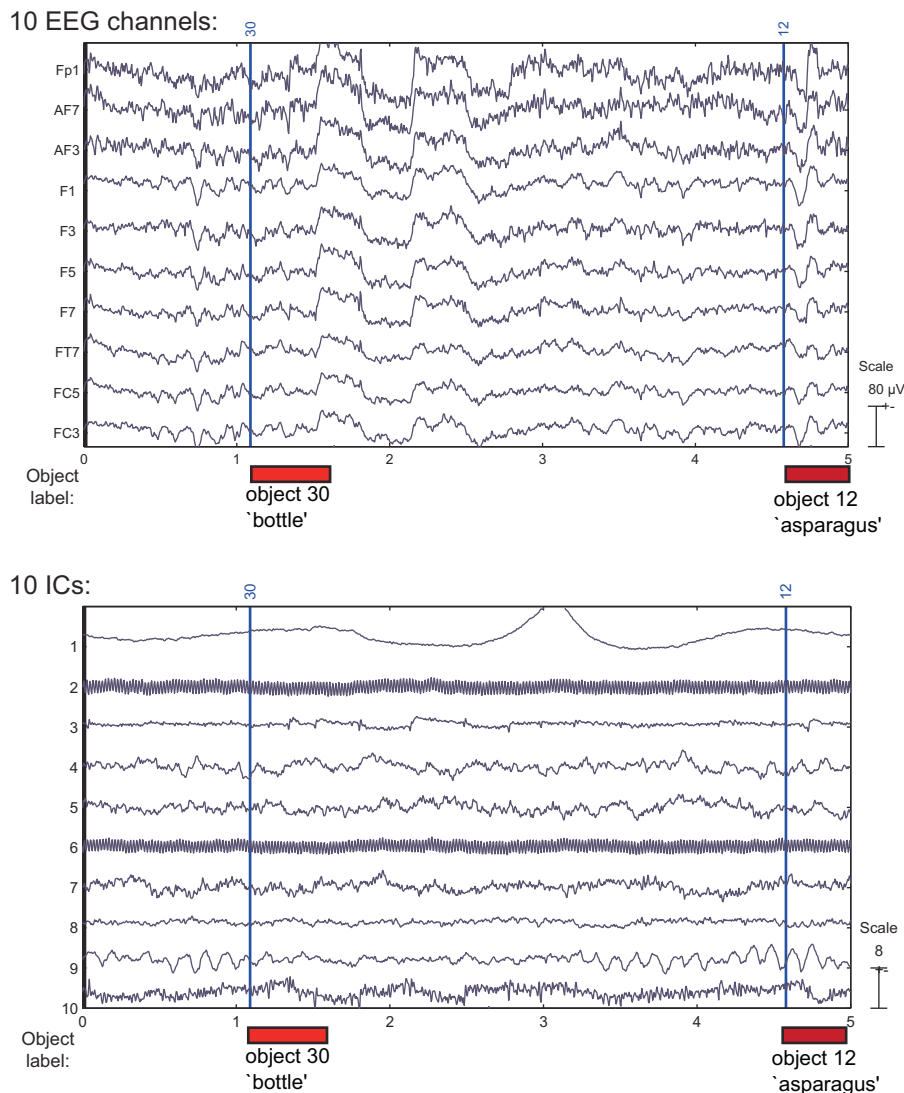 10 EEG channels:
30
12
Fp1
AF7
AF3
F1
F3
F5
F7
FT7
FC5
FC3
Scale
80 µV
+-
0 1 2 3 4 5
Object
label:
object 30
`bottle'
object 12
`asparagus'
10 ICs:
30
12
1
2
3
4
5
6
7
8
9
10
Scale
8
+-
0 1 2 3 4 5
Object
label:
object 30
`bottle'
object 12
`asparagus'